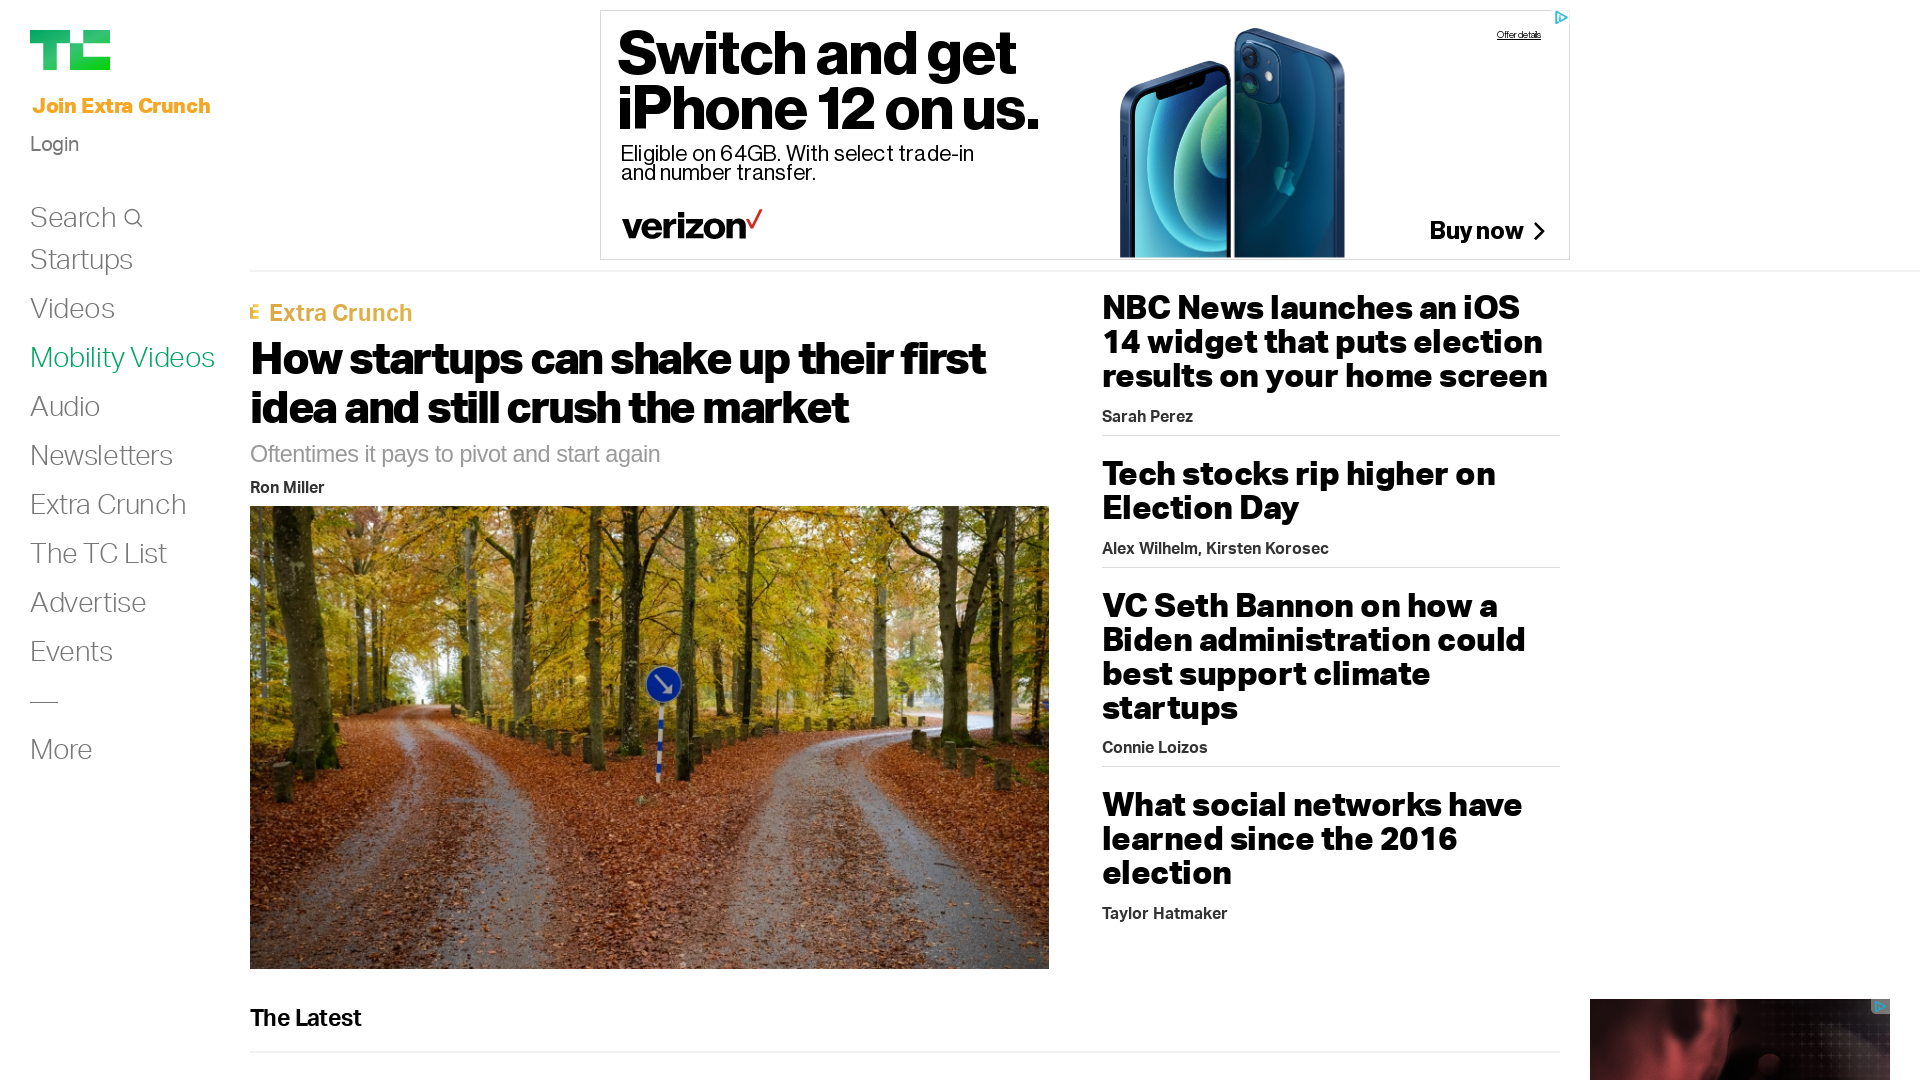 TC
Join Extra Crunch
Login
Search
Startups
Videos
Mobility Videos
Audio
Newsletters
Extra Crunch
The TC List
Advertise
Events
More
Switch and get
iPhone 12 on us.
Eligible on 64GB. With select trade-in
and number transfer.
verizon
Offer details
Buy now
Extra Crunch
How startups can shake up their first
idea and still crush the market
Oftentimes it pays to pivot and start again
Ron Miller
NBC News launches an iOS
14 widget that puts election
results on your home screen
Sarah Perez
Tech stocks rip higher on
Election Day
Alex Wilhelm, Kirsten Korosec
VC Seth Bannon on how a
Biden administration could
best support climate
startups
Connie Loizos
What social networks have
learned since the 2016
election
Taylor Hatmaker
The Latest